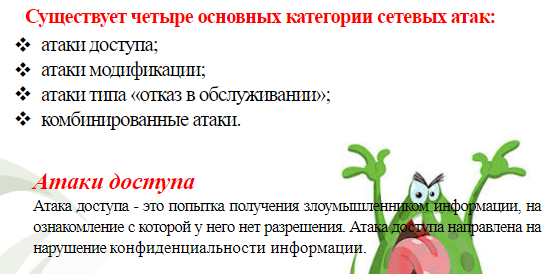 Существует четыре основных категории сетевых атак:
❖ атаки доступа;
❖ атаки модификации;
❖ атаки типа «отказ в обслуживании»;
❖ комбинированные атаки.
Атаки доступа
Атака доступа - это попытка получения злоумышленником информации, на
ознакомление с которой у него нет разрешения. Атака доступа направлена на
нарушение конфиденциальности информации.